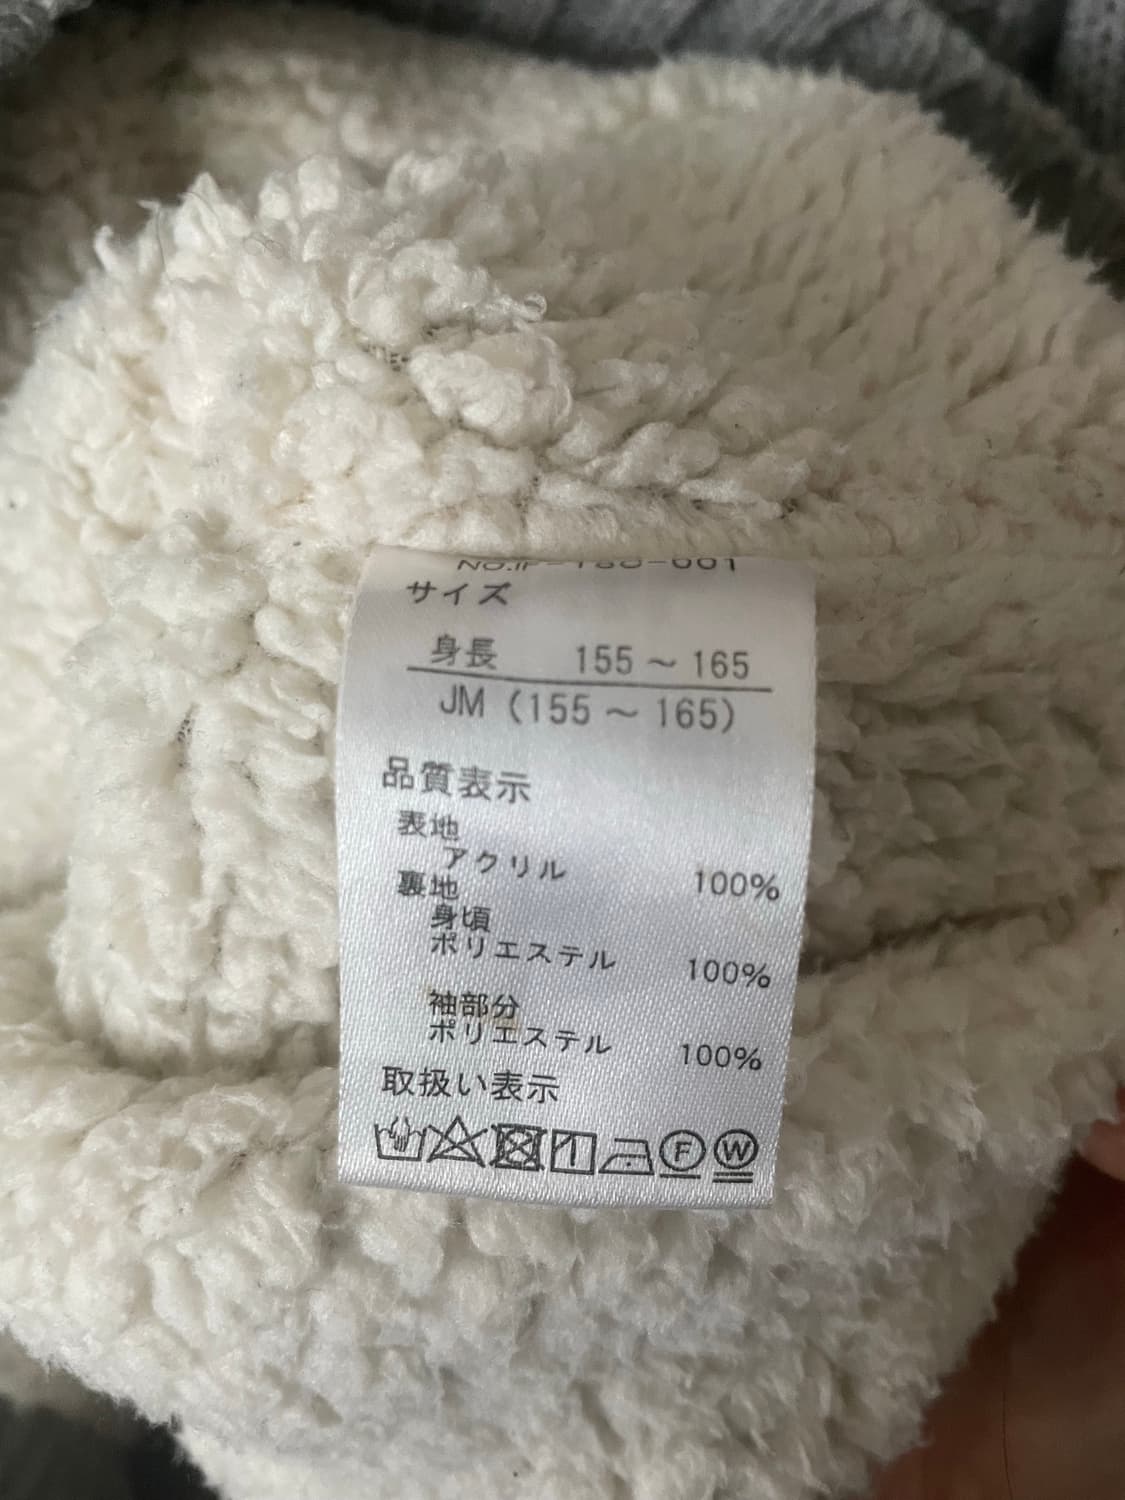 サイズ
身長 155 ~ 165
JM (155 ~ 165)
品質表示
表地
アクリル 100%
裏地
身頃
ポリエステル 100%
袖部分
ポリエステル 100%
取扱い表示
F W